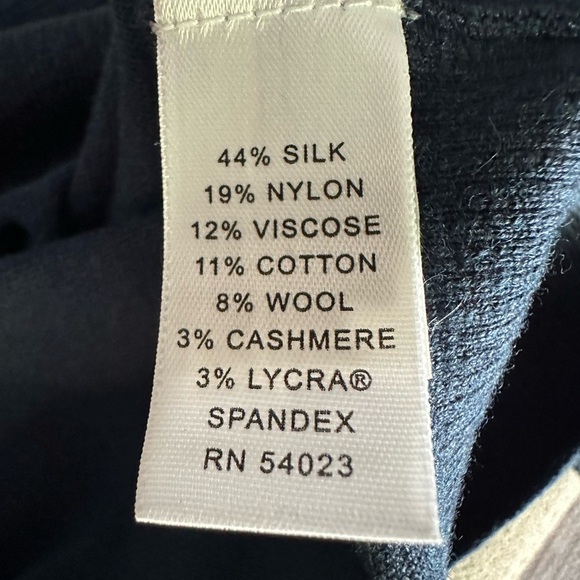 44% SILK
19% NYLON
12% VISCOSE
11% COTTON
8% WOOL
3% CASHMERE
3% LYCRA®
SPANDEX
RN 54023